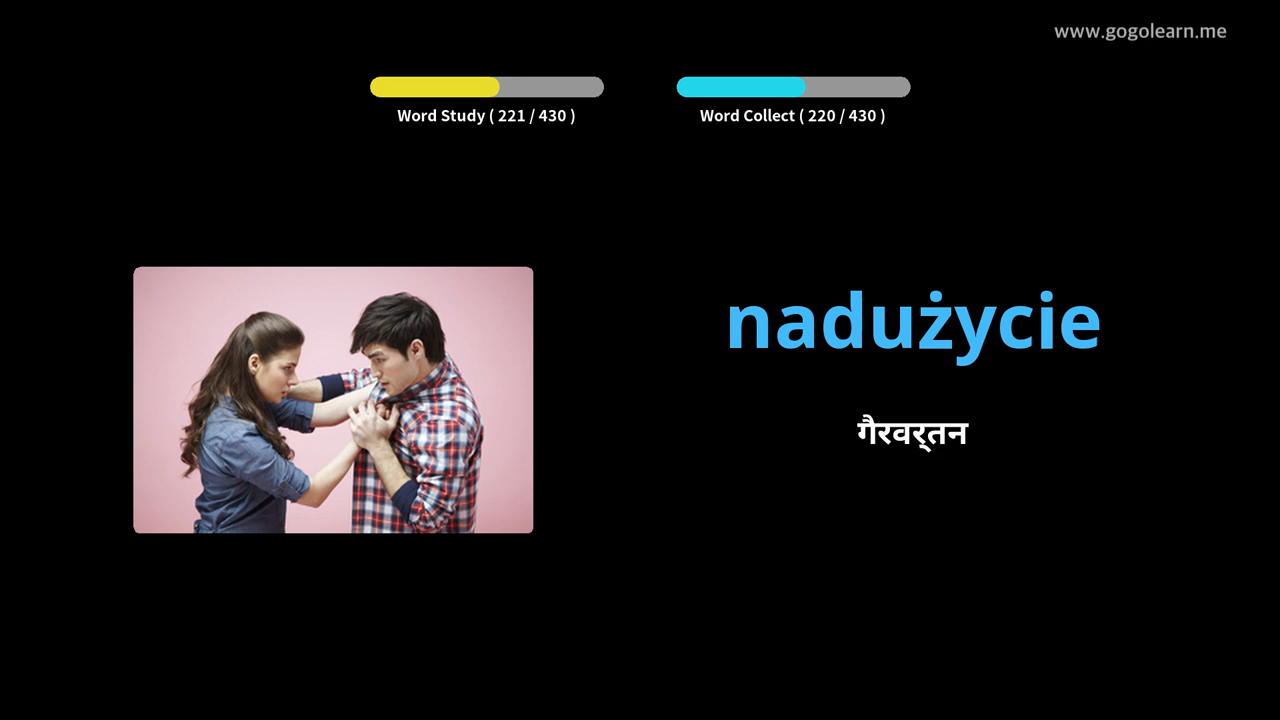 www.gogolearn.me
Word Study ( 221 / 430 )
Word Collect ( 220 / 430 )
nadużycie
गैरवर्तन